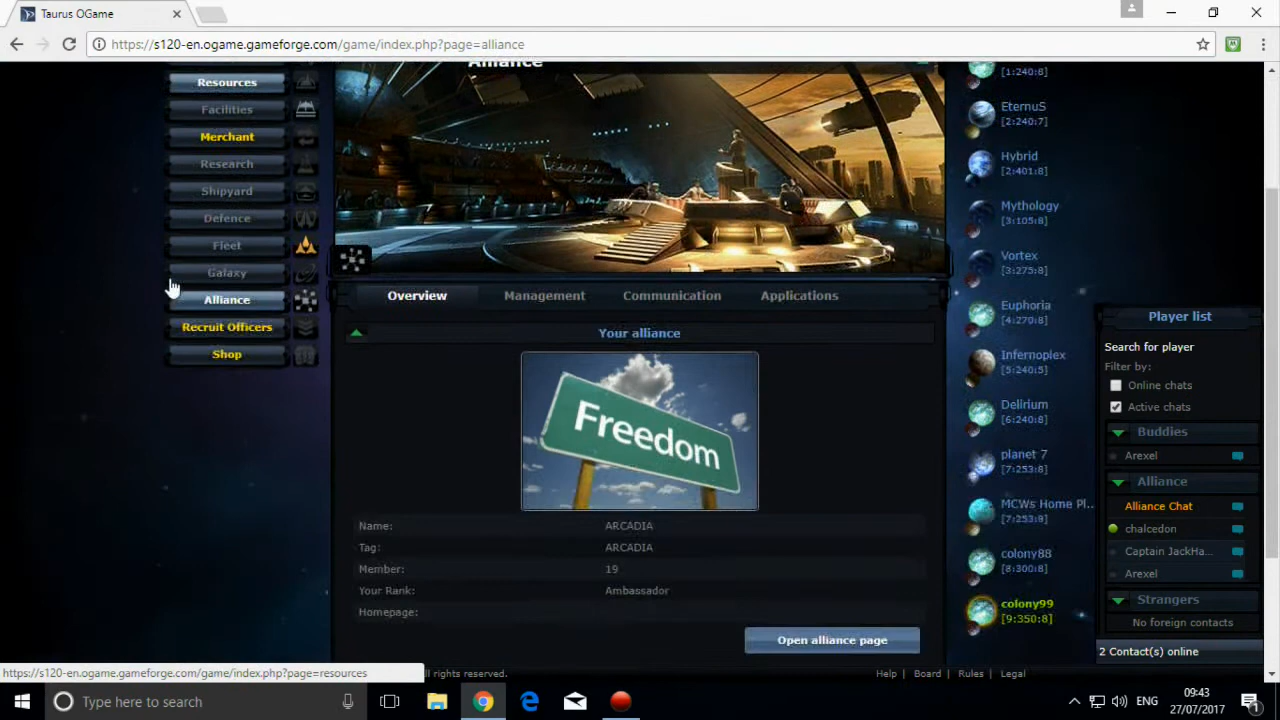 Taurus OGame
https://s120-en.ogame.gameforge.com/game/index.php?page=alliance
Alliance
Resources
Facilities
Merchant
Research
Shipyard
Defence
Fleet
Galaxy
Alliance
Recruit Officers
Shop
Overview
Management
Communication
Applications
Your alliance
Freedom
Name: ARCADIA
Tag: ARCADIA
Member: 19
Your Rank: Ambassador
Homepage:
Open alliance page
[1:240:8]
EternuS
[2:240:7]
Hybrid
[2:401:8]
Mythology
[3:105:8]
Vortex
[3:275:8]
Euphoria
[4:270:8]
Infernoplex
[5:240:5]
Delirium
[6:240:8]
planet 7
[7:253:8]
MCWs Home Pl...
[7:253:9]
colony88
[8:300:8]
colony99
[9:350:8]
Player list
Search for player
Filter by:
Online chats
Active chats
Buddies
Arexel
Alliance
Alliance Chat
chalcedon
Captain JackHa...
Arexel
Strangers
No foreign contacts
2 Contact(s) online
https://s120-en.ogame.gameforge.com/game/index.php?page=resources
ll rights reserved.
Help | Board | Rules | Legal
Type here to search
ENG
09:43
27/07/2017
1